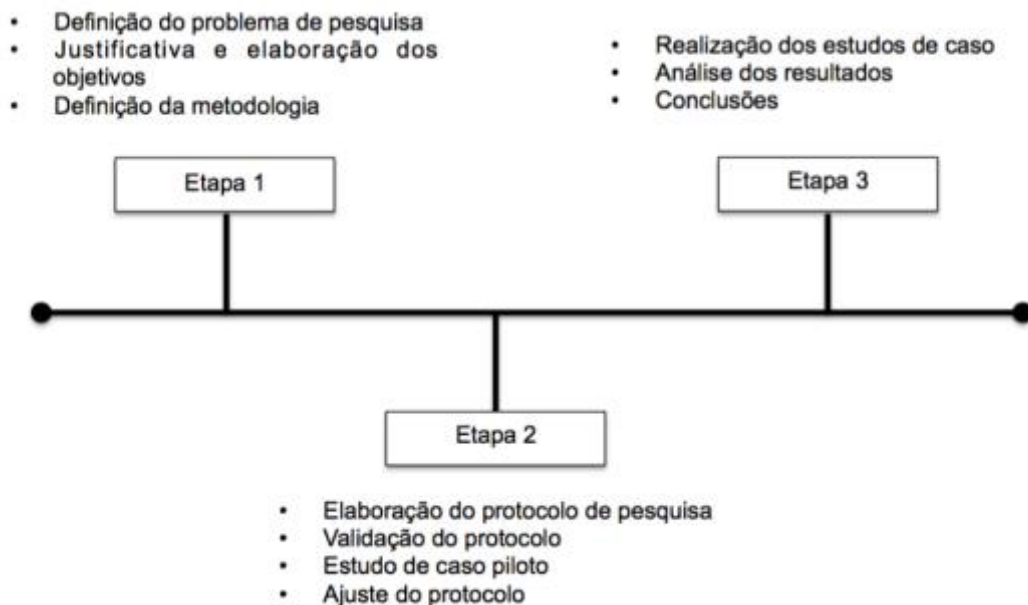 • Definição do problema de pesquisa
• Justificativa e elaboração dos
objetivos
• Definição da metodologia
Etapa 1
• Realização dos estudos de caso
• Análise dos resultados
• Conclusões
Etapa 3
Etapa 2
• Elaboração do protocolo de pesquisa
• Validação do protocolo
• Estudo de caso piloto
• Ajuste do protocolo